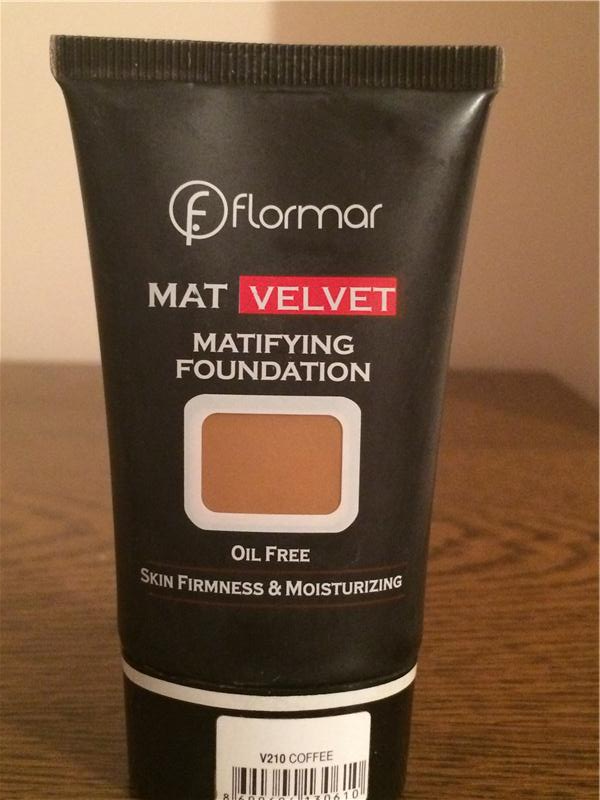 flormar
MAT VELVET
MATIFYING
FOUNDATION
OIL FREE
SKIN FIRMNESS & MOISTURIZING
V210 COFFEE